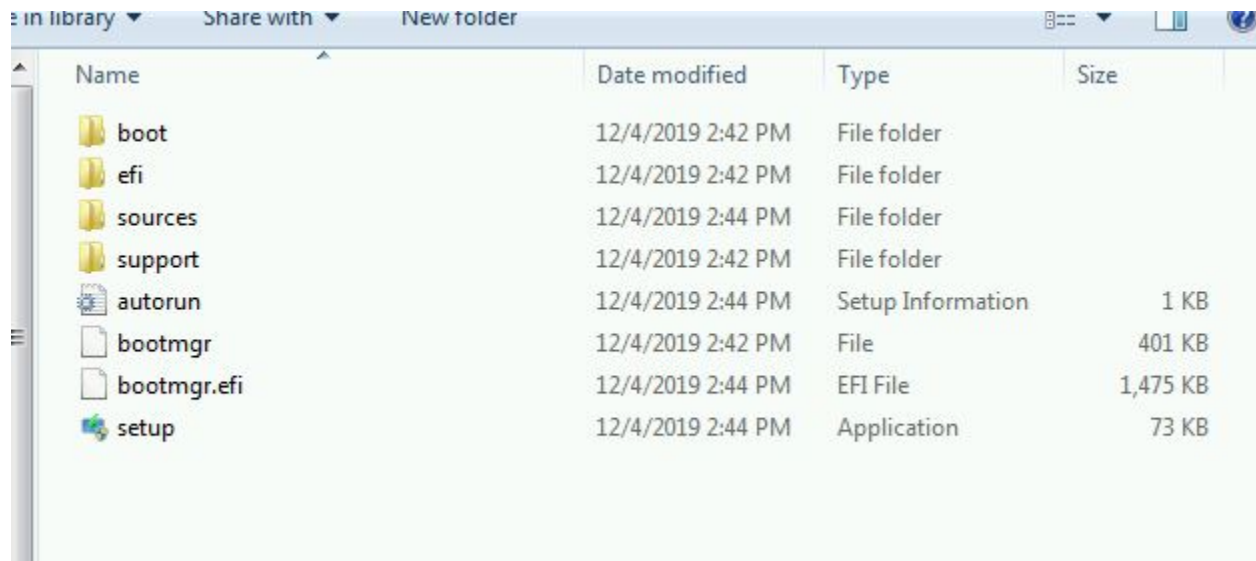 e in library Share with New folder
Name Date modified Type Size
boot 12/4/2019 2:42 PM File folder
efi 12/4/2019 2:42 PM File folder
sources 12/4/2019 2:44 PM File folder
support 12/4/2019 2:42 PM File folder
autorun 12/4/2019 2:44 PM Setup Information 1 KB
bootmgr 12/4/2019 2:42 PM File 401 KB
bootmgr.efi 12/4/2019 2:44 PM EFI File 1,475 KB
setup 12/4/2019 2:44 PM Application 73 KB